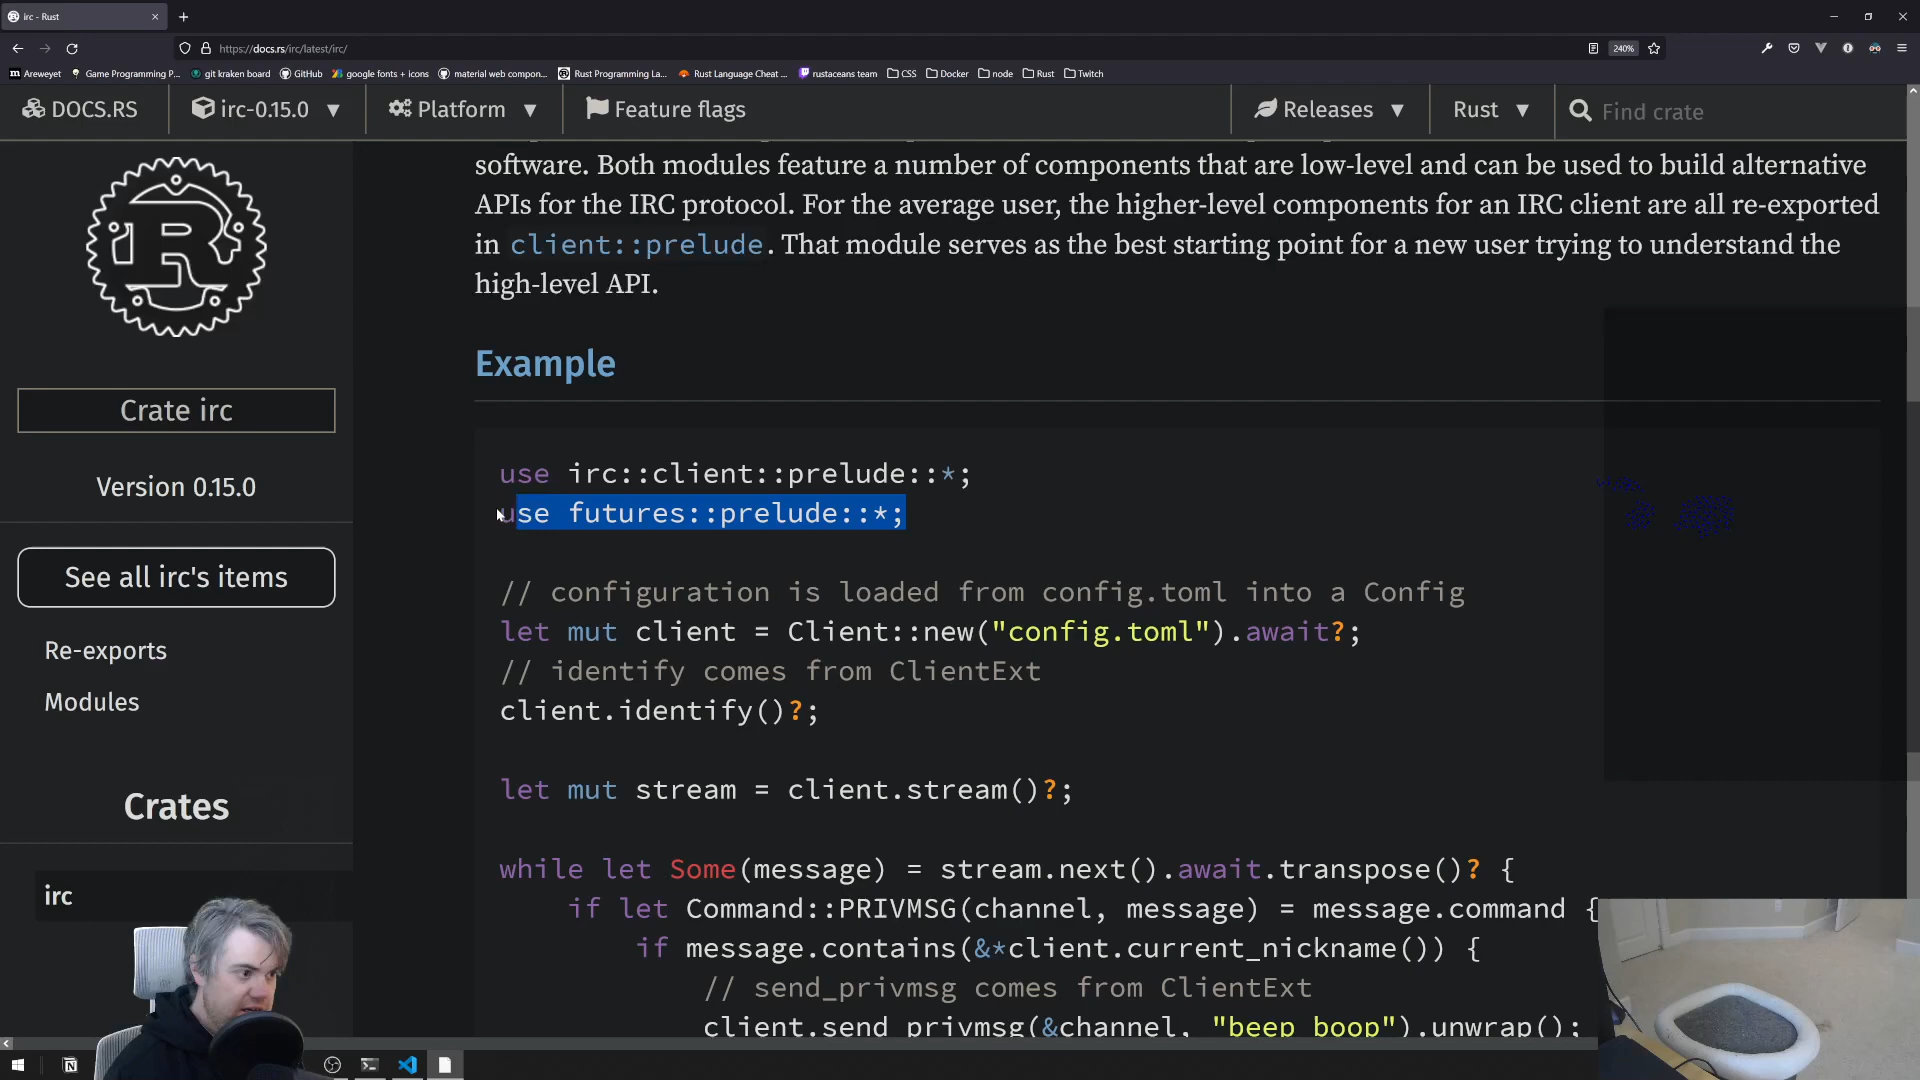 irc - Rust
https://docs.rs/irc/latest/irc/
240%
Areweyet
Game Programming P...
git kraken board
GitHub
google fonts + icons
material web compon...
Rust Programming La...
Rust Language Cheat ...
rustaceans team
CSS
Docker
node
Rust
Twitch
DOCS.RS
irc-0.15.0
Platform
Feature flags
Releases
Rust
Find crate
Crate irc
Version 0.15.0
See all irc's items
Re-exports
Modules
Crates
irc
software. Both modules feature a number of components that are low-level and can be used to build alternative
APIs for the IRC protocol. For the average user, the higher-level components for an IRC client are all re-exported
in client::prelude. That module serves as the best starting point for a new user trying to understand the
high-level API.
Example
use irc::client::prelude::*;
use futures::prelude::*;
// configuration is loaded from config.toml into a Config
let mut client = Client::new("config.toml").await?;
// identify comes from ClientExt
client.identify()?;
let mut stream = client.stream()?;
while let Some(message) = stream.next().await.transpose()? {
if let Command::PRIVMSG(channel, message) = message.command {
if message.contains(&*client.current_nickname()) {
// send_privmsg comes from ClientExt
client.send_privmsg(&channel, "beep boop").unwrap();